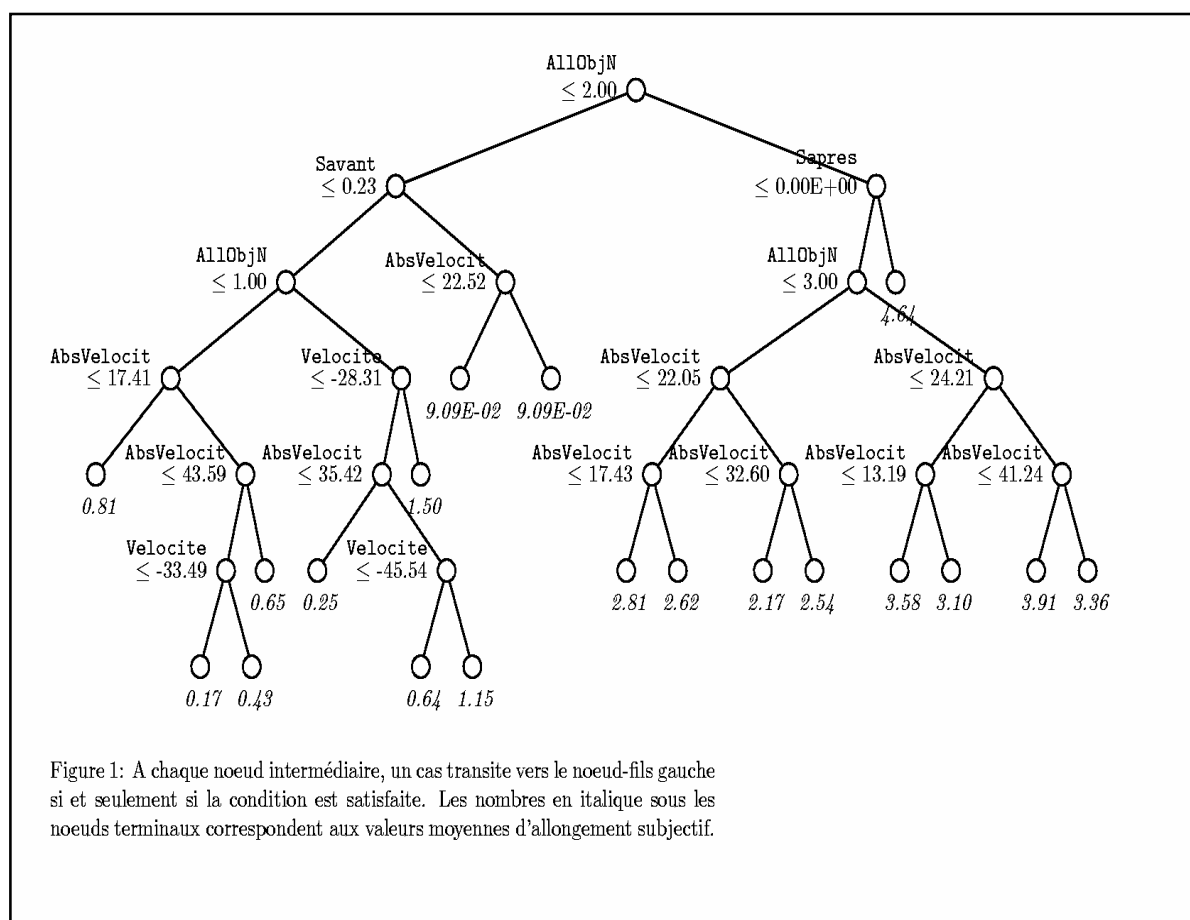 AllObjN
≤ 2.00
Savant
≤ 0.23
Sapres
≤ 0.00E+00
AllObjN
≤ 1.00
AbsVelocit
≤ 22.52
AllObjN
≤ 3.00
4.64
AbsVelocit
≤ 17.41
Velocite
≤ -28.31
9.09E-02
9.09E-02
AbsVelocit
≤ 22.05
AbsVelocit
≤ 24.21
0.81
AbsVelocit
≤ 43.59
AbsVelocit
≤ 35.42
1.50
AbsVelocit
≤ 17.43
AbsVelocit
≤ 32.60
AbsVelocit
≤ 13.19
AbsVelocit
≤ 41.24
Velocite
≤ -33.49
0.65
0.25
Velocite
≤ -45.54
2.81
2.62
2.17
2.54
3.58
3.10
3.91
3.36
0.17
0.43
0.64
1.15
Figure 1: A chaque noeud intermédiaire, un cas transite vers le noeud-fils gauche
si et seulement si la condition est satisfaite. Les nombres en italique sous les
noeuds terminaux correspondent aux valeurs moyennes d'allongement subjectif.